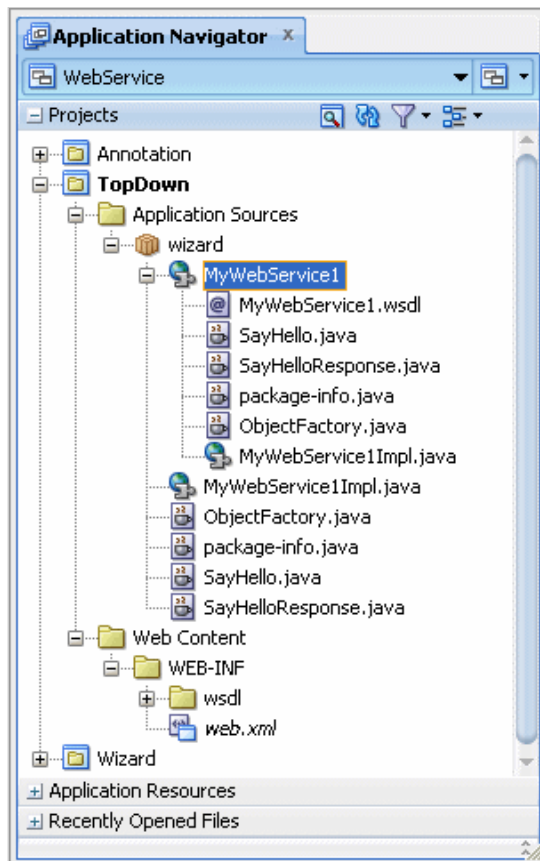 Application Navigator x
WebService
Projects
Annotation
TopDown
Application Sources
wizard
MyWebService1
MyWebService1.wsdl
SayHello.java
SayHelloResponse.java
package-info.java
ObjectFactory.java
MyWebService1Impl.java
MyWebService1Impl.java
ObjectFactory.java
package-info.java
SayHello.java
SayHelloResponse.java
Web Content
WEB-INF
wsdl
web.xml
Wizard
Application Resources
Recently Opened Files